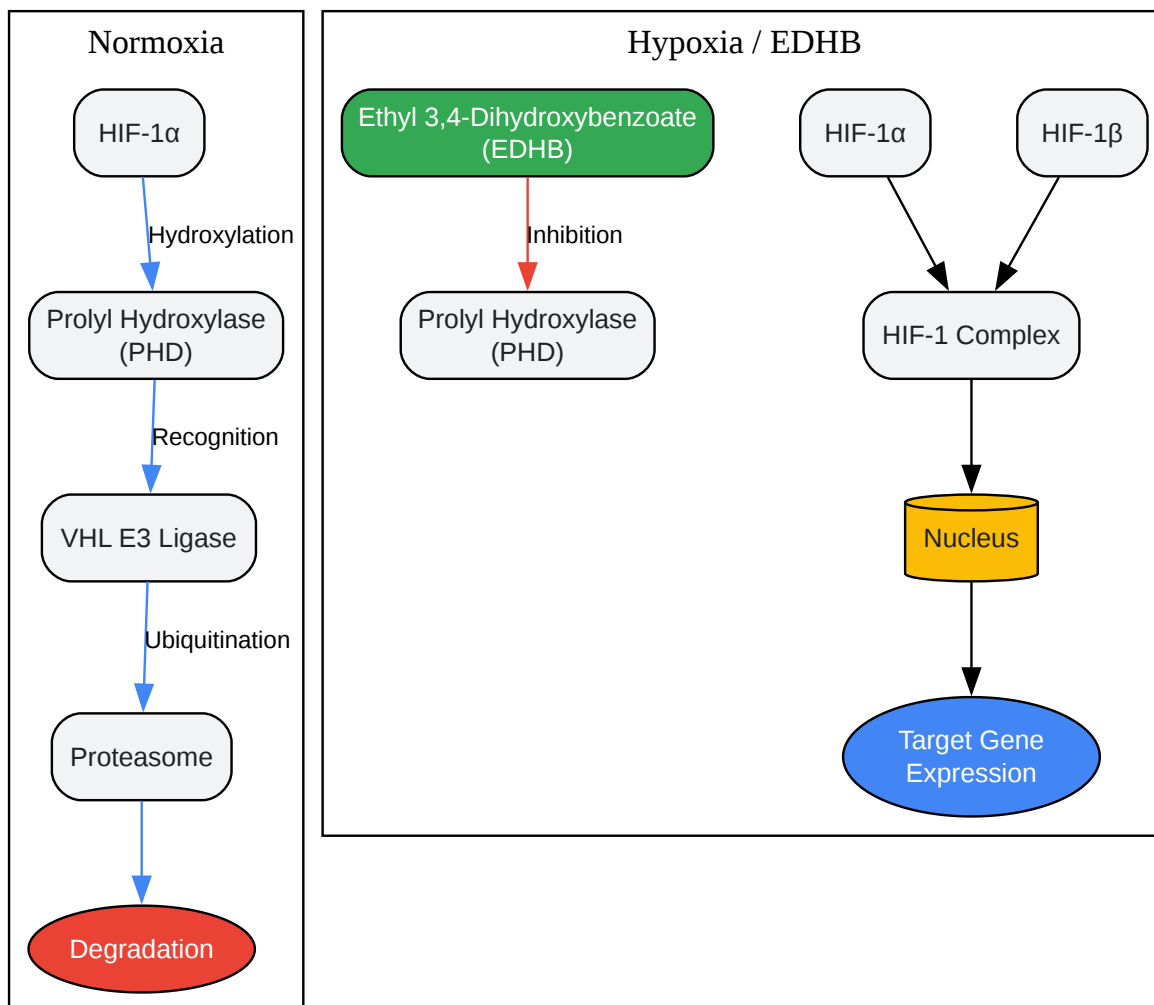 Normoxia
HIF-1α
Hydroxylation
Prolyl Hydroxylase
(PHD)
Recognition
VHL E3 Ligase
Ubiquitination
Proteasome
Degradation
Hypoxia / EDHB
Ethyl 3,4-Dihydroxybenzoate
(EDHB)
Inhibition
Prolyl Hydroxylase
(PHD)
HIF-1α
HIF-1β
HIF-1 Complex
Nucleus
Target Gene
Expression